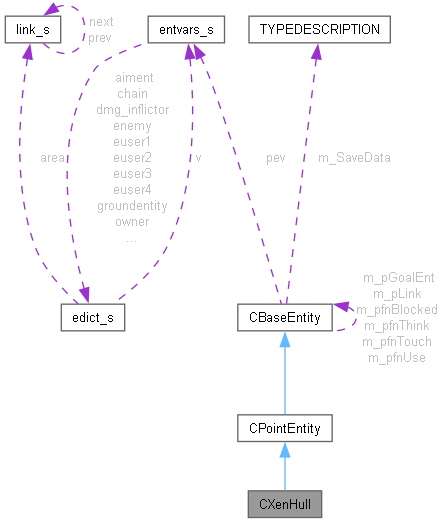 next
prev
link_s
entvars_s
TYPEDESCRIPTION
aiment
chain
dmg_inflictor
enemy
euser1
euser2
euser3
euser4
groundentity
owner
...
area
v
pev
m_SaveData
edict_s
CBaseEntity
m_pGoalEnt
m_pLink
m_pfnBlocked
m_pfnThink
m_pfnTouch
m_pfnUse
CPointEntity
CXenHull